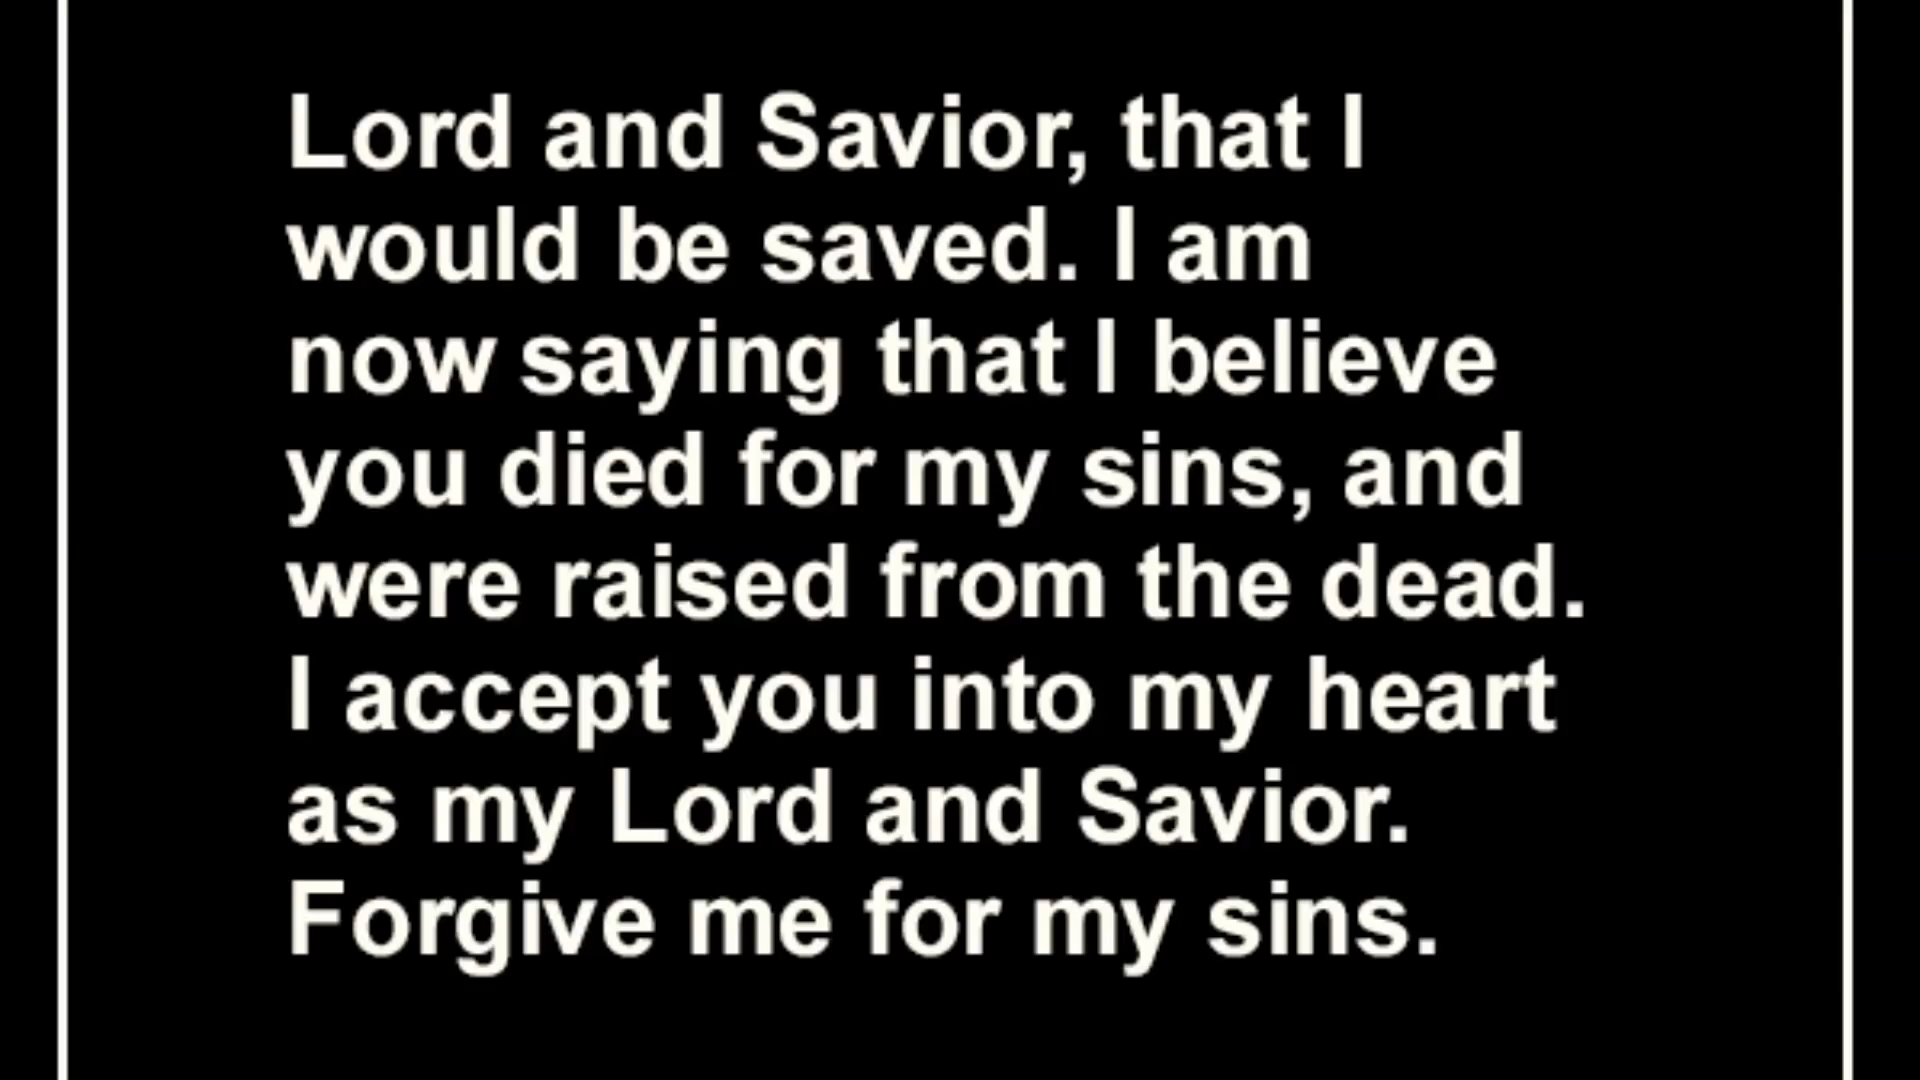 Lord and Savior, that I
would be saved. I am
now saying that I believe
you died for my sins, and
were raised from the dead.
I accept you into my heart
as my Lord and Savior.
Forgive me for my sins.